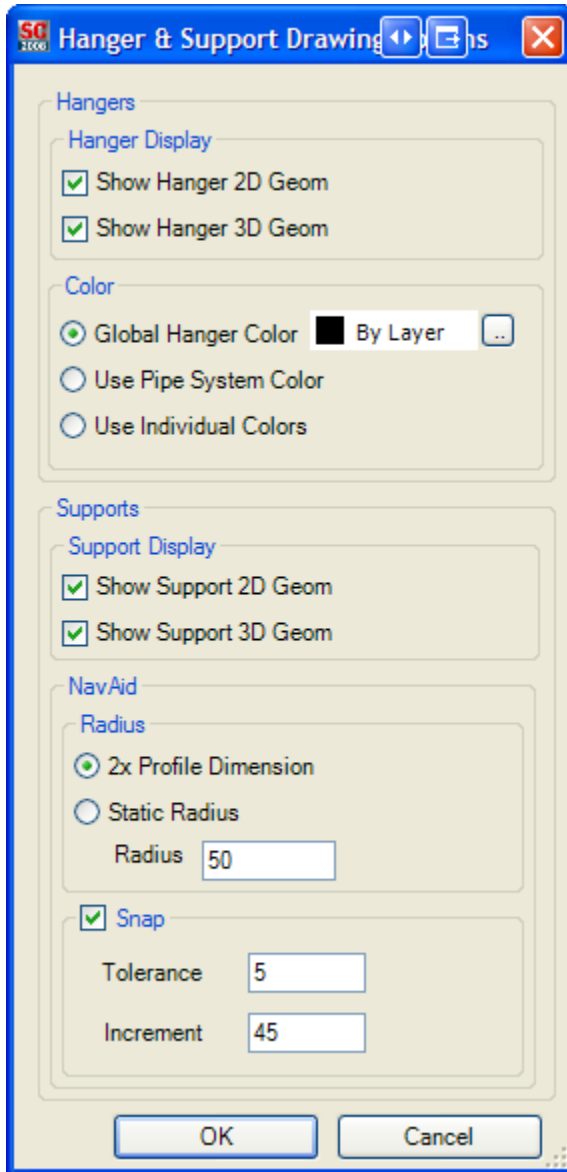 SC 2008 Hanger & Support Drawing ns
Hangers
Hanger Display
Show Hanger 2D Geom
Show Hanger 3D Geom
Color
Global Hanger Color By Layer ..
Use Pipe System Color
Use Individual Colors
Supports
Support Display
Show Support 2D Geom
Show Support 3D Geom
NavAid
Radius
2x Profile Dimension
Static Radius
Radius 50
Snap
Tolerance 5
Increment 45
OK Cancel